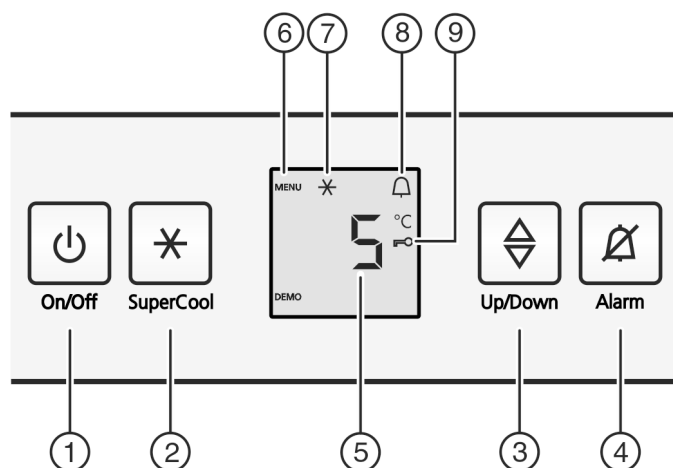 6 7 8 9
MENU
°C
5
DEMO
On/Off SuperCool Up/Down Alarm
1 2 5 3 4